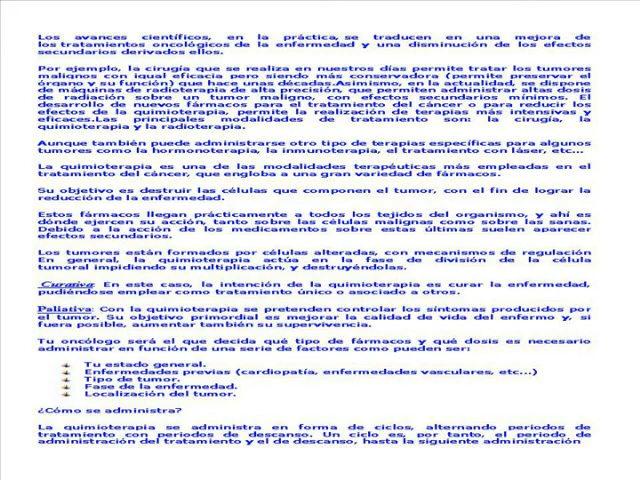 Los avances científicos, en la práctica, se traducen en una mejora de
los tratamientos oncológicos de la enfermedad y una disminución de los efectos
secundarios derivados ellos.
Por ejemplo, la cirugía que se realiza en nuestros días permite tratar los tumores
malignos con igual eficacia pero siendo más conservadora (permite preservar el
órgano y su función) que hace unas décadas.Asimismo, en la actualidad, se dispone
de máquinas de radioterapia de alta precisión, que permiten administrar altas dosis
de radiación sobre un tumor maligno, con efectos secundarios mínimos. El
desarrollo de nuevos fármacos para el tratamiento del cáncer o para reducir los
efectos de la quimioterapia, permite la realización de terapias más intensivas y
eficaces.Las principales modalidades de tratamiento son: la cirugía, la
quimioterapia y la radioterapia.
Aunque también puede administrarse otro tipo de terapias específicas para algunos
tumores como la hormonoterapia, la inmunoterapia, el tratamiento con láser, etc...
La quimioterapia es una de las modalidades terapéuticas más empleadas en el
tratamiento del cáncer, que engloba a una gran variedad de fármacos.
Su objetivo es destruir las células que componen el tumor, con el fin de lograr la
reducción de la enfermedad.
Estos fármacos llegan prácticamente a todos los tejidos del organismo, y ahí es
dónde ejercen su acción, tanto sobre las células malignas como sobre las sanas.
Debido a la acción de los medicamentos sobre estas últimas suelen aparecer
efectos secundarios.
Los tumores están formados por células alteradas, con mecanismos de regulación
En general, la quimioterapia actúa en la fase de división de la célula
tumoral impidiendo su multiplicación, y destruyéndolas.
Curativa: En este caso, la intención de la quimioterapia es curar la enfermedad,
pudiéndose emplear como tratamiento único o asociado a otros.
Paliativa: Con la quimioterapia se pretenden controlar los síntomas producidos por
el tumor. Su objetivo primordial es mejorar la calidad de vida del enfermo y, si
fuera posible, aumentar también su supervivencia.
Tu oncólogo será el que decida qué tipo de fármacos y qué dosis es necesario
administrar en función de una serie de factores como pueden ser:
Tu estado general.
Enfermedades previas (cardiopatía, enfermedades vasculares, etc...)
Tipo de tumor.
Fase de la enfermedad.
Localización del tumor.
¿Cómo se administra?
La quimioterapia se administra en forma de ciclos, alternando periodos de
tratamiento con periodos de descanso. Un ciclo es, por tanto, el periodo de
administración del tratamiento y el de descanso, hasta la siguiente administración